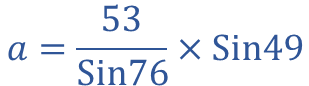 a = 53/Sin76 × Sin49